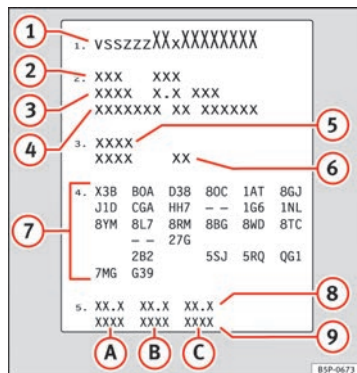 1
1. VSSZZZXXxXXXXXXXX
2
2. XXX XXX
3
XXXX X.X XXX
4
XXXXXXX XX XXXXXX
5
3. XXXX
XXXX XX
6
7
4. X3B B0A D38 8OC 1AT 8GJ
J1D CGA HH7 -- 1G6 1NL
8YM 8L7 8RM 8BG 8WD 8TC
-- 27G
2B2 5SJ 5RQ QG1
7MG G39
8
5. XX.X XX.X XX.X
XXXX XXXX XXXX
9
A B C
B5P-0673